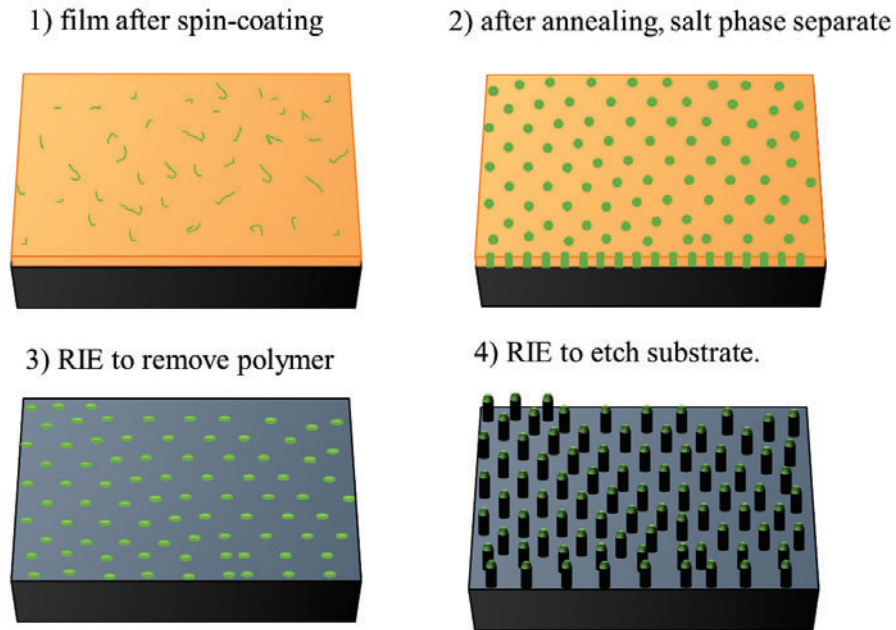 1) film after spin-coating
2) after annealing, salt phase separate
3) RIE to remove polymer
4) RIE to etch substrate.